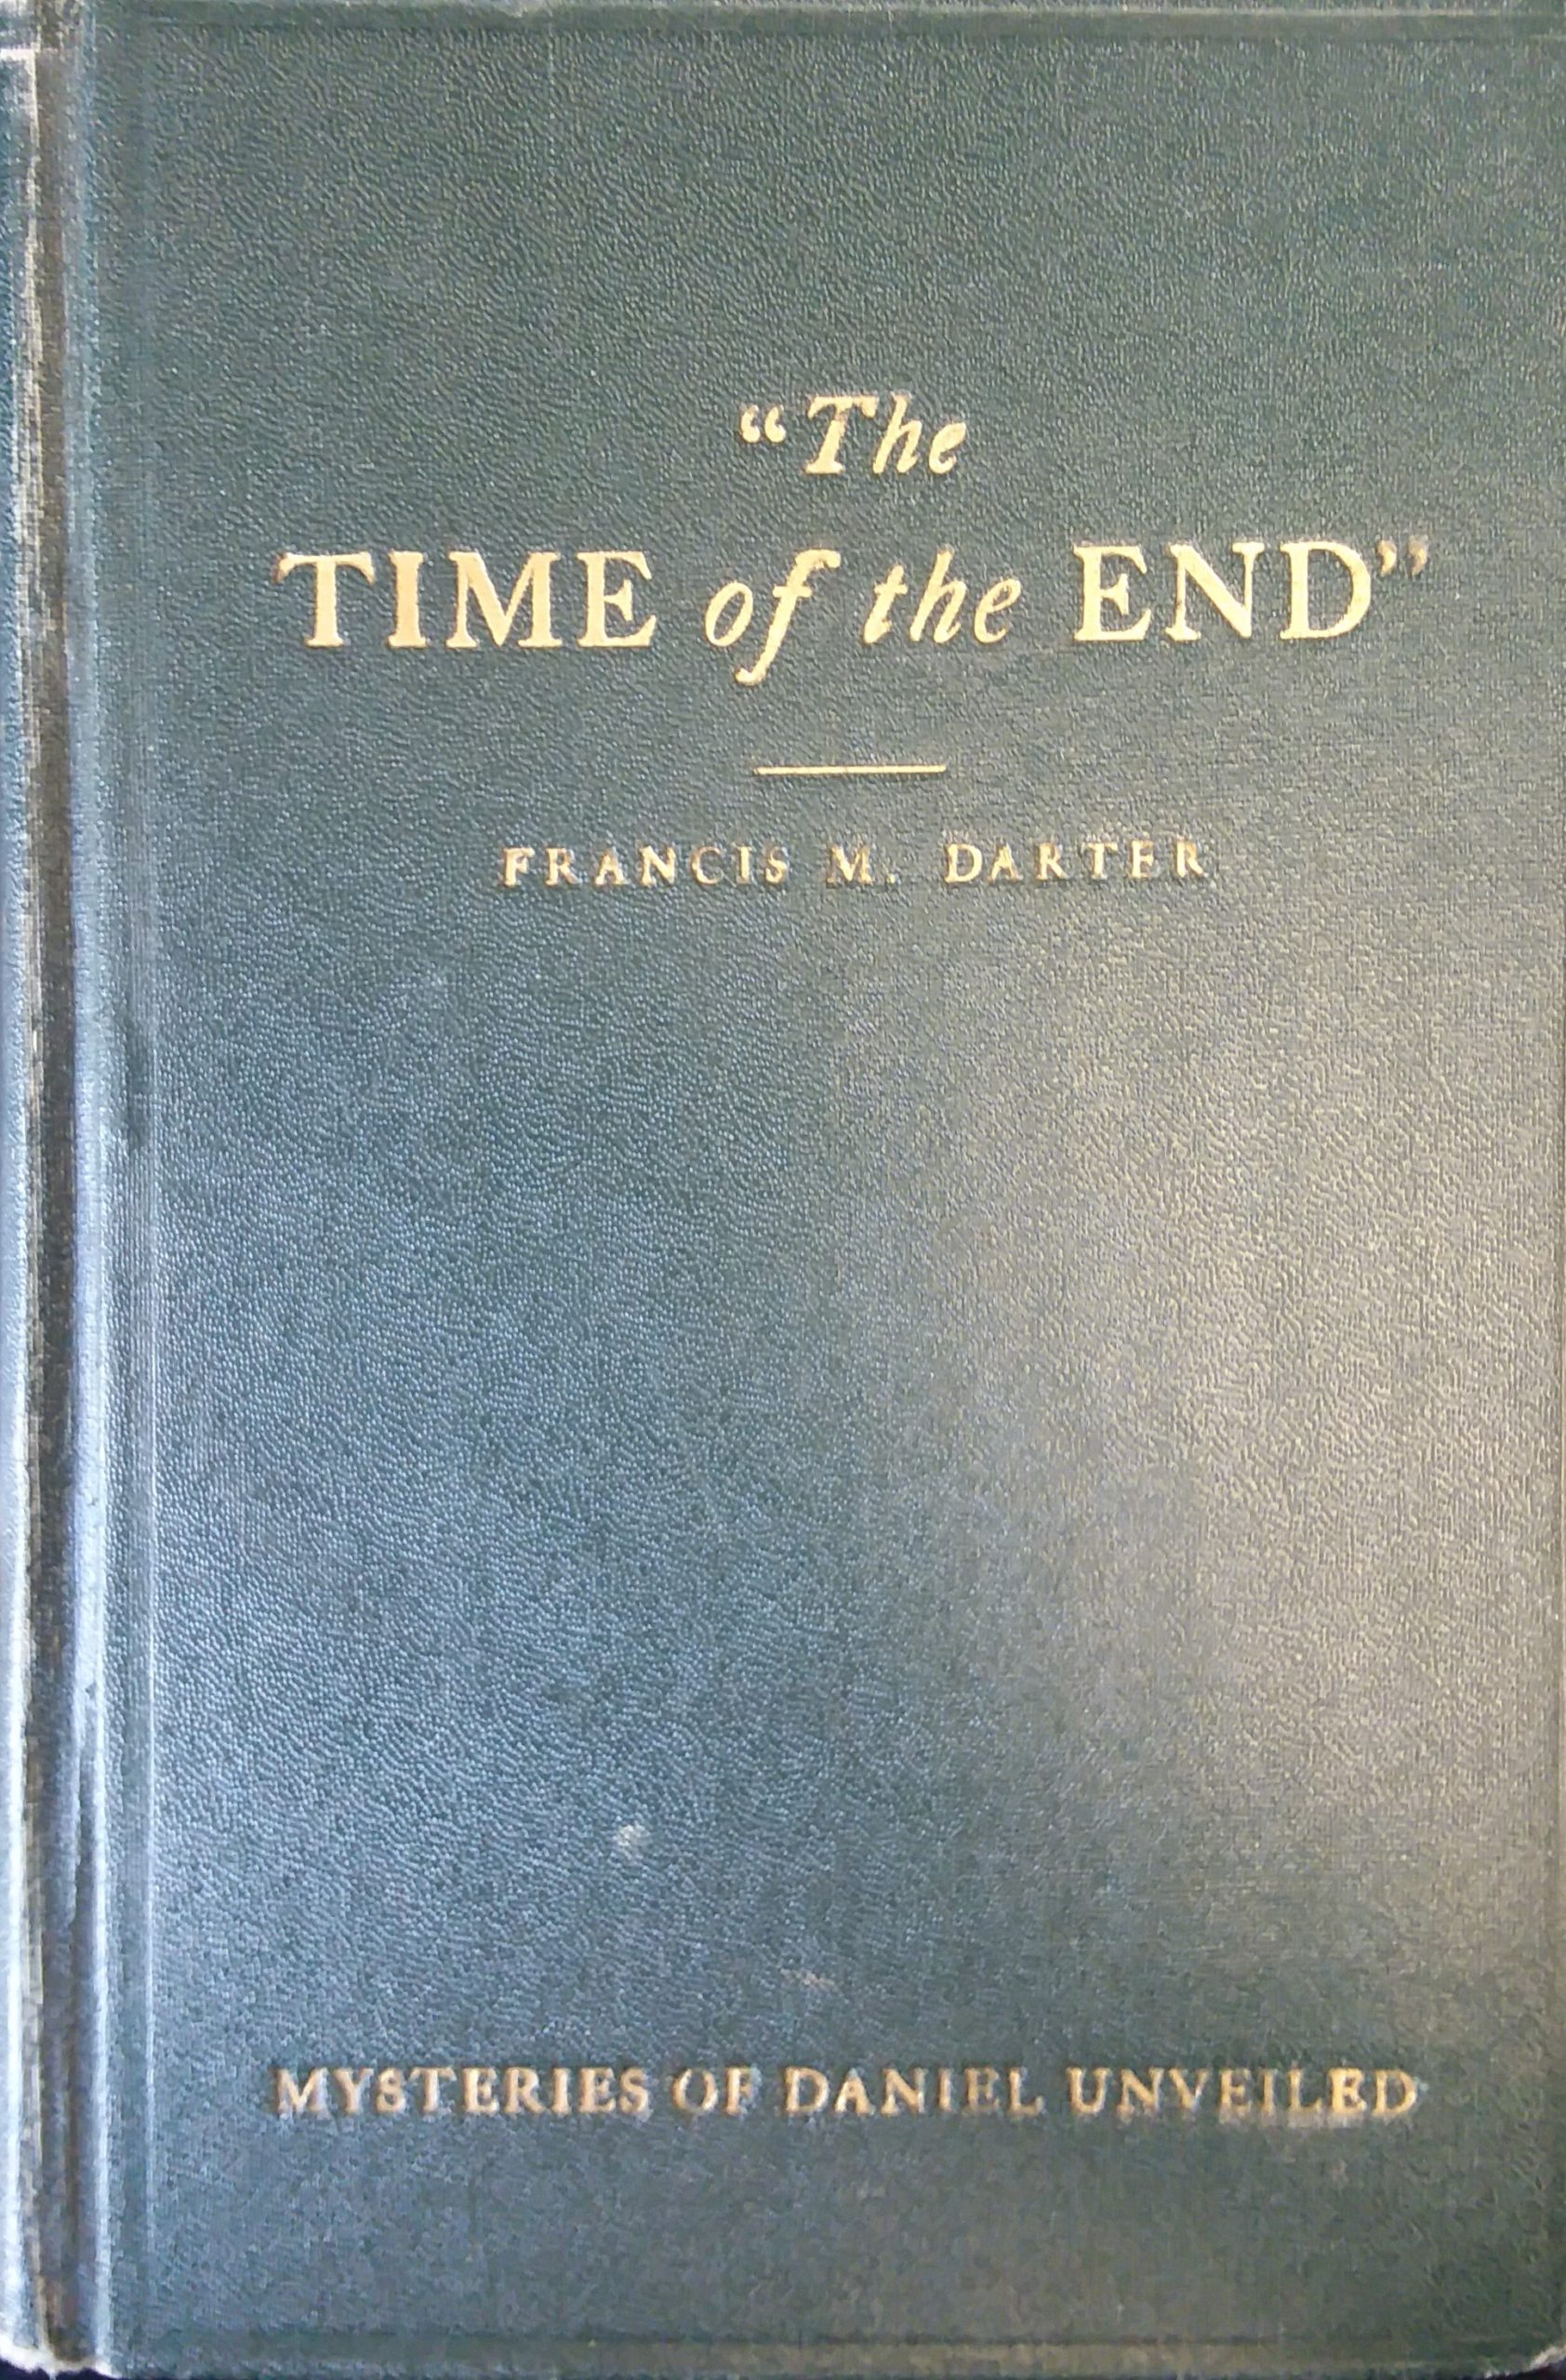 “The
TIME of the END”
FRANCIS M. DARTER
MYSTERIES OF DANIEL UNVEILED